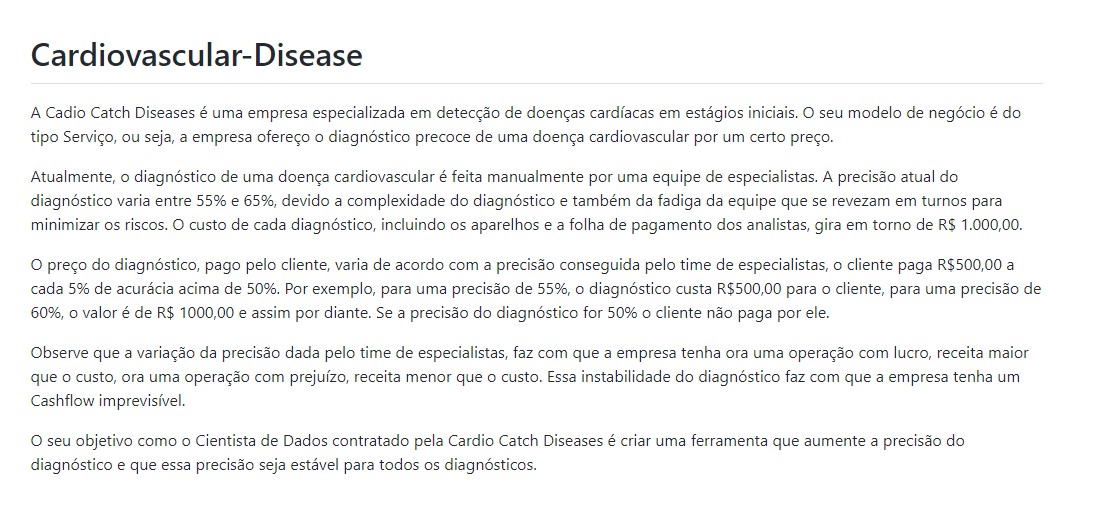 Cardiovascular-Disease
A Cadio Catch Diseases é uma empresa especializada em detecção de doenças cardíacas em estágios iniciais. O seu modelo de negócio é do
tipo Serviço, ou seja, a empresa ofereço o diagnóstico precoce de uma doença cardiovascular por um certo preço.
Atualmente, o diagnóstico de uma doença cardiovascular é feita manualmente por uma equipe de especialistas. A precisão atual do
diagnóstico varia entre 55% e 65%, devido a complexidade do diagnóstico e também da fadiga da equipe que se revezam em turnos para
minimizar os riscos. O custo de cada diagnóstico, incluindo os aparelhos e a folha de pagamento dos analistas, gira em torno de R$ 1.000,00.
O preço do diagnóstico, pago pelo cliente, varia de acordo com a precisão conseguida pelo time de especialistas, o cliente paga R$500,00 a
cada 5% de acurácia acima de 50%. Por exemplo, para uma precisão de 55%, o diagnóstico custa R$500,00 para o cliente, para uma precisão de
60%, o valor é de R$ 1000,00 e assim por diante. Se a precisão do diagnóstico for 50% o cliente não paga por ele.
Observe que a variação da precisão dada pelo time de especialistas, faz com que a empresa tenha ora uma operação com lucro, receita maior
que o custo, ora uma operação com prejuízo, receita menor que o custo. Essa instabilidade do diagnóstico faz com que a empresa tenha um
Cashflow imprevisível.
O seu objetivo como o Cientista de Dados contratado pela Cardio Catch Diseases é criar uma ferramenta que aumente a precisão do
diagnóstico e que essa precisão seja estável para todos os diagnósticos.